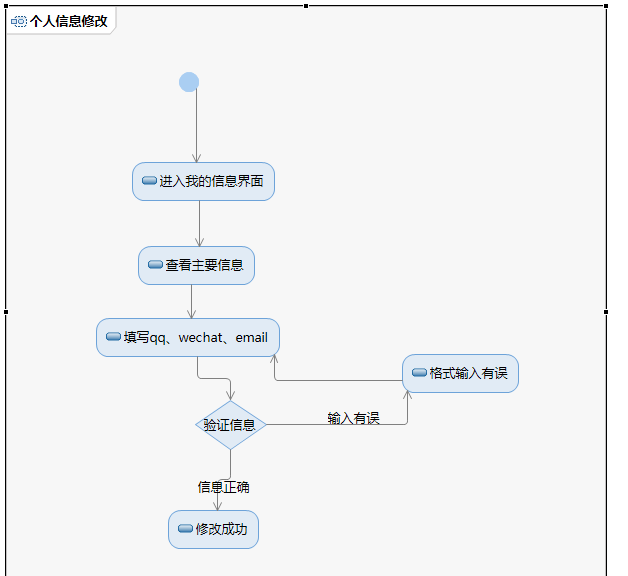 个人信息修改
进入我的信息界面
查看主要信息
填写qq、wechat、email
格式输入有误
输入有误
验证信息
信息正确
修改成功